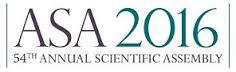 ASA 2016
54TH ANNUAL SCIENTIFIC ASSEMBLY